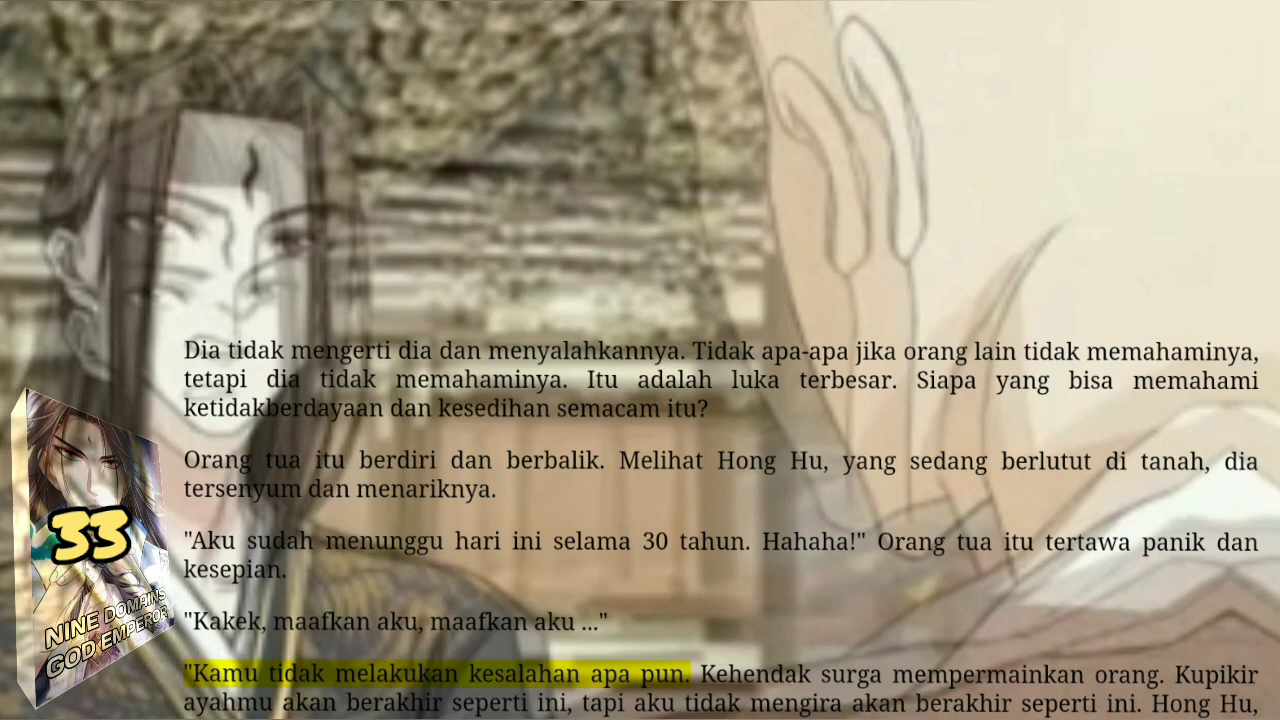 Dia tidak mengerti dia dan menyalahkannya. Tidak apa-apa jika orang lain tidak memahaminya,
tetapi dia tidak memahaminya. Itu adalah luka terbesar. Siapa yang bisa memahami
ketidakberdayaan dan kesedihan semacam itu?
Orang tua itu berdiri dan berbalik. Melihat Hong Hu, yang sedang berlutut di tanah, dia
tersenyum dan menariknya.
"Aku sudah menunggu hari ini selama 30 tahun. Hahaha!" Orang tua itu tertawa panik dan
kesepian.
"Kakek, maafkan aku, maafkan aku ..."
"Kamu tidak melakukan kesalahan apa pun. Kehendak surga mempermainkan orang. Kupikir
ayahmu akan berakhir seperti ini, tapi aku tidak mengira akan berakhir seperti ini. Hong Hu,
33
NINE DOMAINS
GOD EMPEROR